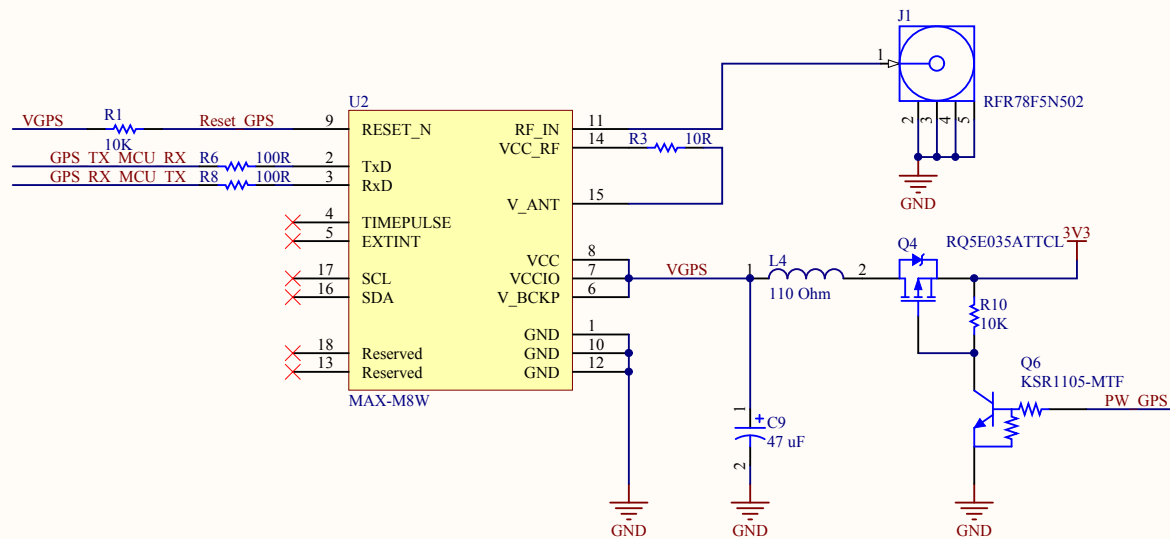 J1
1
RFR78F5N502
2 3 4 5
GND
U2
VGPS R1 10K Reset_GPS 9 RESET_N
GPS_TX_MCU_RX R6 100R 2 TxD
GPS_RX_MCU_TX R8 100R 3 RxD
4 TIMEPULSE
5 EXTINT
17 SCL
16 SDA
18 Reserved
13 Reserved
RF_IN 11
VCC_RF 14 R3 10R
V_ANT 15
VCC 8
VCCIO 7 VGPS
V_BCKP 6
GND 1
GND 10
GND 12
MAX-M8W
1 L4 2
110 Ohm
Q4 RQ5E035ATTCL 3V3
R10
10K
Q6
KSR1105-MTF
PW_GPS
1
C9
47 uF
2
GND GND GND